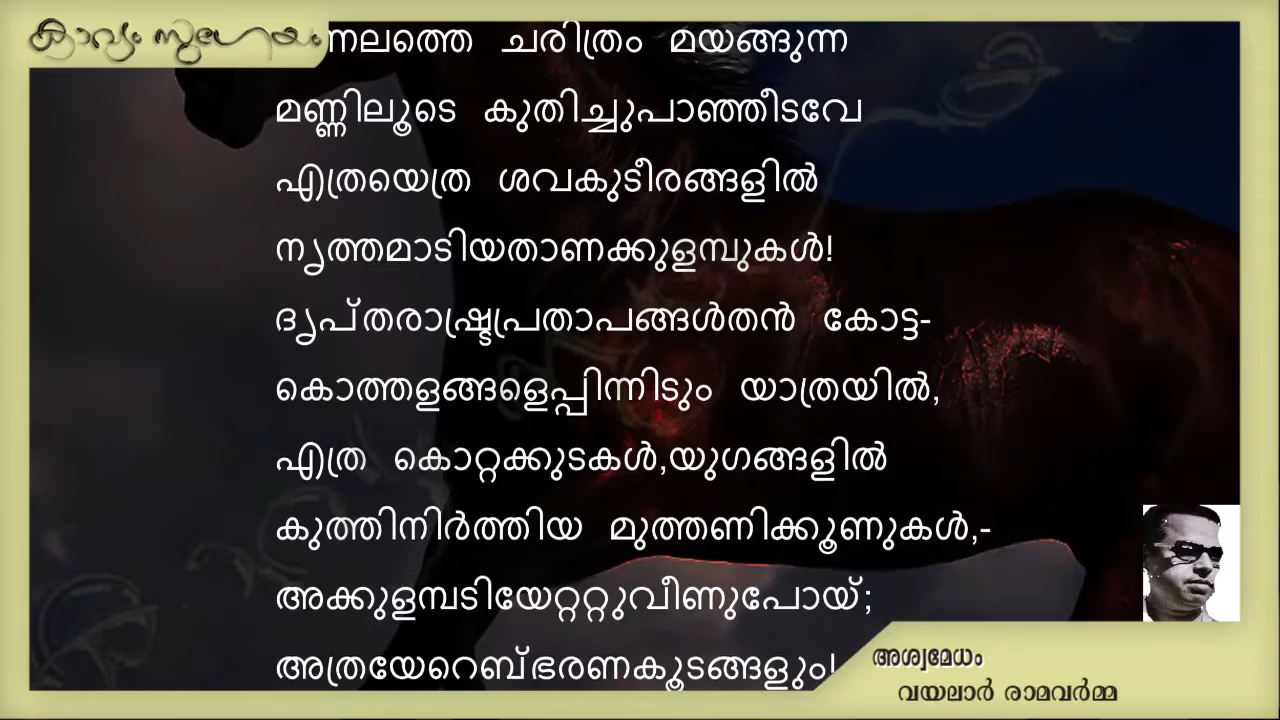 കാവ്യം സുഗേയം
ന്നലത്തെ ചരിത്രം മയങ്ങുന്ന
മണ്ണിലൂടെ കുതിച്ചുപാഞ്ഞീടവേ
എത്രയെത്ര ശവകുടീരങ്ങളിൽ
നൃത്തമാടിയതാണക്കുളമ്പുകൾ!
ദൃപ്തരാഷ്ട്രപ്രതാപങ്ങൾതൻ കോട്ട-
കൊത്തളങ്ങളെപ്പിന്നിടും യാത്രയിൽ,
എത്ര കൊറ്റക്കുടകൾ,യുഗങ്ങളിൽ
കുത്തിനിർത്തിയ മുത്തണിക്കൂണുകൾ,-
അക്കുളമ്പടിയേറ്ററ്റുവീണുപോയ്;
അത്രയേറെബ്ഭരണകൂടങ്ങളും!
അശ്വമേധം
വയലാർ രാമവർമ്മ